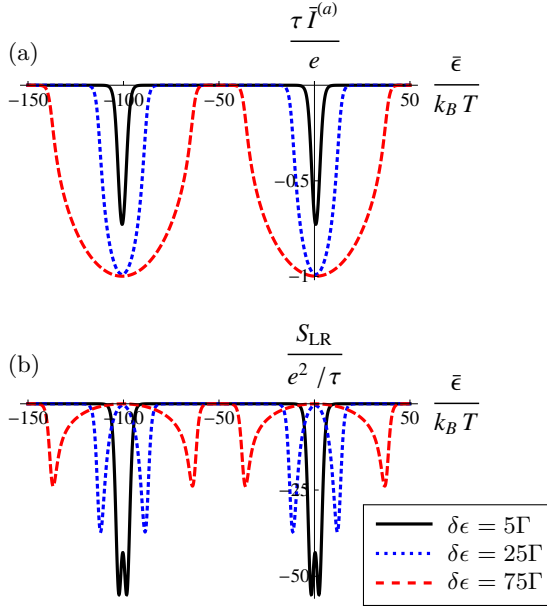 (a)
τ Ī^(a) / e
ε̄ / k_B T
−150 −100 −50 50
−0.5
−1
(b)
S_LR / e² / τ
ε̄ / k_B T
−150 −100 −50 50
−25
−50
δϵ = 5Γ
δϵ = 25Γ
δϵ = 75Γ